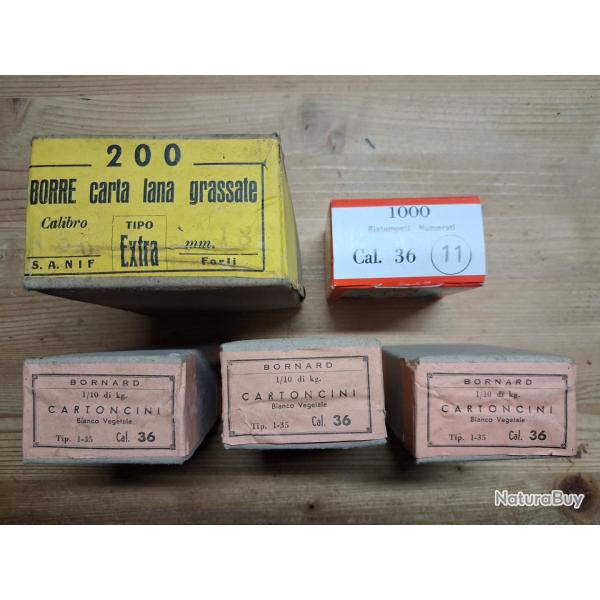 200
BORRE carta lana grassate
Calibro
TIPO
Extra
mm.
S.A.NIF
Forlì
1000
Bistamenti Numerati
Cal. 36
11
BORNARD
1/10 di kg.
CARTONCINI
Bianco Vegetale
Tip. 1-35 Cal. 36
BORNARD
1/10 di kg.
CARTONCINI
Bianco Vegetale
Tip. 1-35 Cal. 36
BORNARD
1/10 di kg.
CARTONCINI
Bianco Vegetale
Tip. 1-35 Cal. 36
NaturaBuy